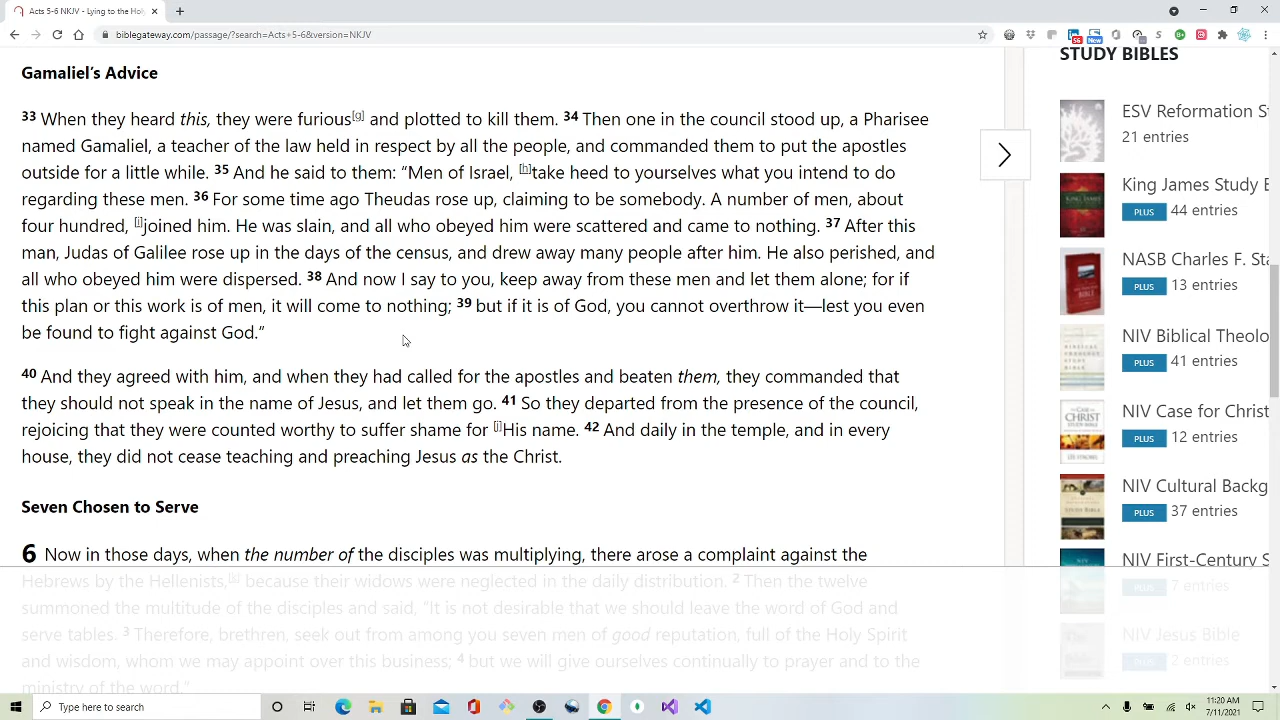 Acts 5-6 NKJV - Lying to the Hol
biblegateway.com/passage/?search=Acts+5-6&version=NKJV
56 New
Gamaliel's Advice
STUDY BIBLES
33 When they heard this, they were furious[g] and plotted to kill them. 34 Then one in the council stood up, a Pharisee
named Gamaliel, a teacher of the law held in respect by all the people, and commanded them to put the apostles
outside for a little while. 35 And he said to them: “Men of Israel, [h]take heed to yourselves what you intend to do
regarding these men. 36 For some time ago Theudas rose up, claiming to be somebody. A number of men, about
four hundred, [i]joined him. He was slain, and all who obeyed him were scattered and came to nothing. 37 After this
man, Judas of Galilee rose up in the days of the census, and drew away many people after him. He also perished, and
all who obeyed him were dispersed. 38 And now I say to you, keep away from these men and let them alone; for if
this plan or this work is of men, it will come to nothing; 39 but if it is of God, you cannot overthrow it—lest you even
be found to fight against God.”
40 And they agreed with him, and when they had called for the apostles and beaten them, they commanded that
they should not speak in the name of Jesus, and let them go. 41 So they departed from the presence of the council,
rejoicing that they were counted worthy to suffer shame for [j]His name. 42 And daily in the temple, and in every
house, they did not cease teaching and preaching Jesus as the Christ.
Seven Chosen to Serve
6 Now in those days, when the number of the disciples was multiplying, there arose a complaint against the
Hebrews by the Hellenists, because their widows were neglected in the daily distribution. 2 Then the twelve
summoned the multitude of the disciples and said, “It is not desirable that we should leave the word of God and
serve tables. 3 Therefore, brethren, seek out from among you seven men of good reputation, full of the Holy Spirit
and wisdom, whom we may appoint over this business; 4 but we will give ourselves continually to prayer and to the
ministry of the word.”
ESV Reformation St
21 entries
King James Study B
PLUS 44 entries
NASB Charles F. Sta
PLUS 13 entries
NIV Biblical Theolo
PLUS 41 entries
NIV Case for Christ
PLUS 12 entries
NIV Cultural Backg
PLUS 37 entries
NIV First-Century S
PLUS 7 entries
NIV Jesus Bible
PLUS 2 entries
Type here to search
11:20 AM
7/11/2021